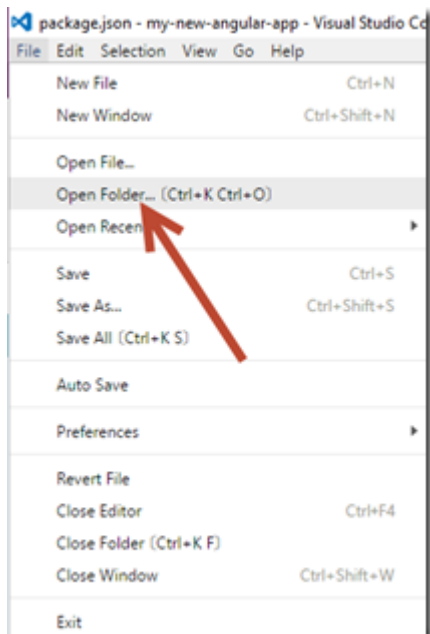 package.json - my-new-angular-app - Visual Studio Co
File Edit Selection View Go Help
New File Ctrl+N
New Window Ctrl+Shift+N
Open File...
Open Folder... (Ctrl+K Ctrl+O)
Open Recen
Save Ctrl+S
Save As... Ctrl+Shift+S
Save All (Ctrl+K S)
Auto Save
Preferences
Revert File
Close Editor Ctrl+F4
Close Folder (Ctrl+K F)
Close Window Ctrl+Shift+W
Exit